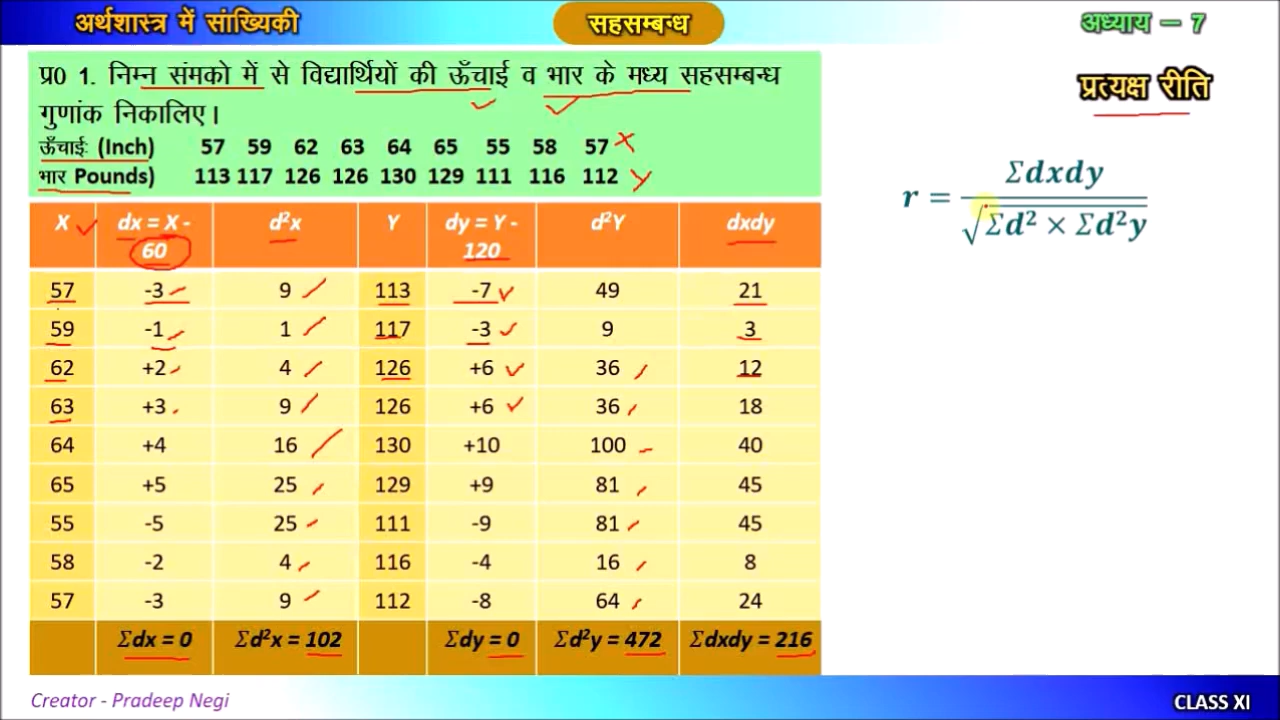 अर्थशास्त्र में सांख्यिकी
सहसम्बन्ध
अध्याय – 7
प्र0 1. निम्न संमको में से विद्यार्थियों की ऊँचाई व भार के मध्य सहसम्बन्ध
गुणांक निकालिए।
ऊँचाईः (Inch) 57 59 62 63 64 65 55 58 57 X
भार Pounds) 113 117 126 126 130 129 111 116 112 y
प्रत्यक्ष रीति
r = Σdxdy / √Σd² × Σd²y
X dx = X - 60 d²x Y dy = Y - 120 d²Y dxdy
57 -3 9 113 -7 49 21
59 -1 1 117 -3 9 3
62 +2 4 126 +6 36 12
63 +3 9 126 +6 36 18
64 +4 16 130 +10 100 40
65 +5 25 129 +9 81 45
55 -5 25 111 -9 81 45
58 -2 4 116 -4 16 8
57 -3 9 112 -8 64 24
Σdx = 0 Σd²x = 102 Σdy = 0 Σd²y = 472 Σdxdy = 216
Creator - Pradeep Negi
CLASS XI